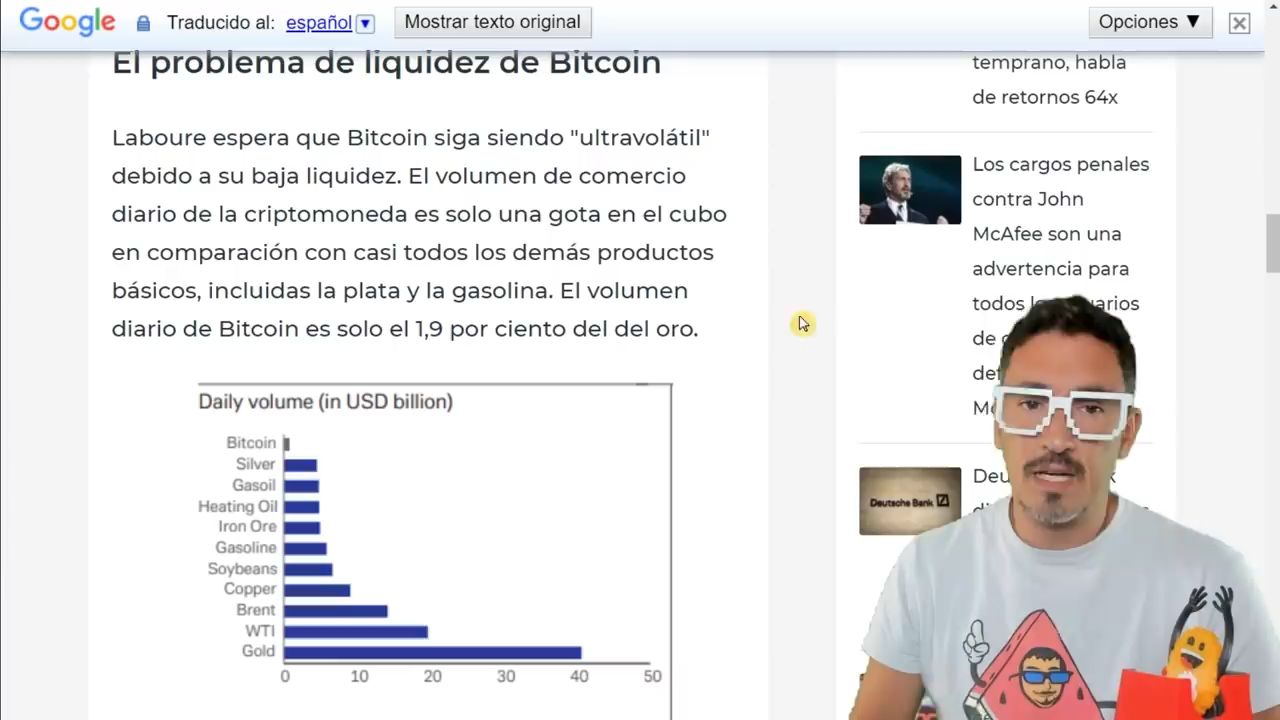 Google Traducido al: español Mostrar texto original Opciones ▼
El problema de liquidez de Bitcoin
Laboure espera que Bitcoin siga siendo "ultravolátil"
debido a su baja liquidez. El volumen de comercio
diario de la criptomoneda es solo una gota en el cubo
en comparación con casi todos los demás productos
básicos, incluidas la plata y la gasolina. El volumen
diario de Bitcoin es solo el 1,9 por ciento del del oro.
Daily volume (in USD billion)
Bitcoin
Silver
Gasoil
Heating Oil
Iron Ore
Gasoline
Soybeans
Copper
Brent
WTI
Gold
0 10 20 30 40 50
temprano, habla
de retornos 64x
Los cargos penales
contra John
McAfee son una
advertencia para
todos
de
Deutsche Bank